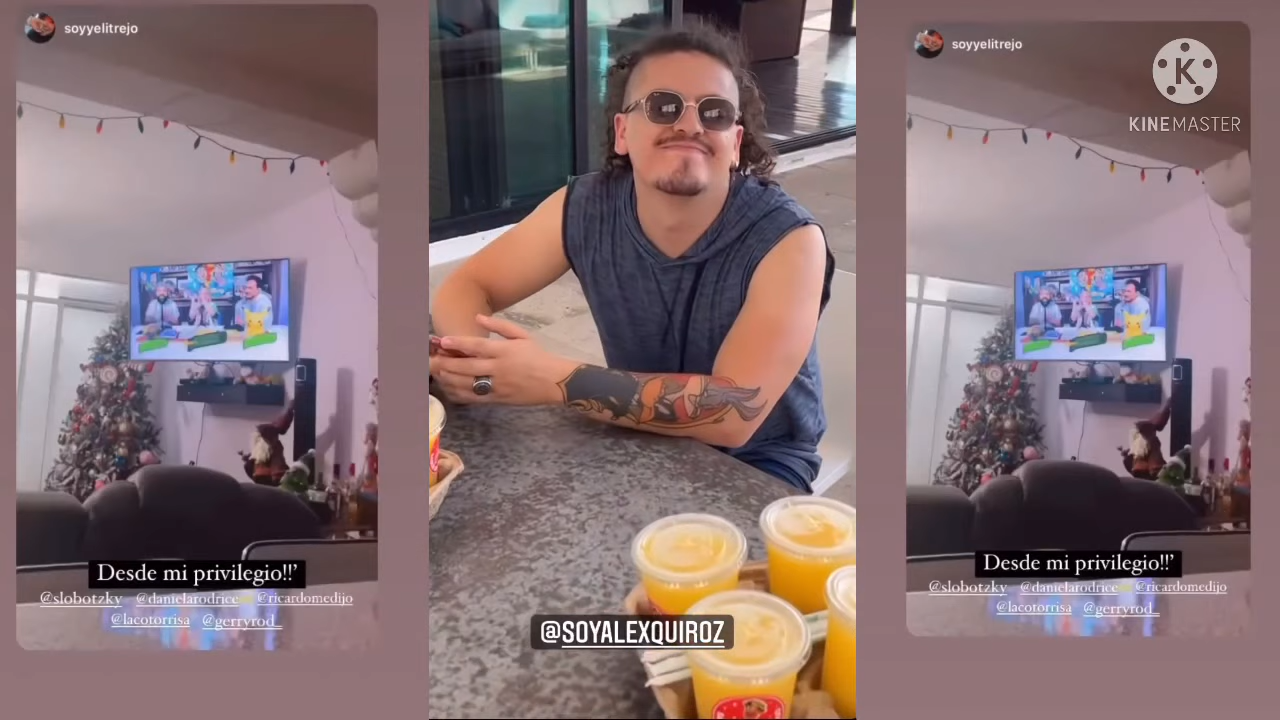 soyyelitrejo
Desde mi privilegio!!’
@slobotzky @danielarodrice @ricardomedijo
@lacotorrisa @gerryrod_
@SOYALEXQUIROZ
soyyelitrejo
KINEMASTER
Desde mi privilegio!!’
@slobotzky @danielarodrice @ricardomedijo
@lacotorrisa @gerryrod_